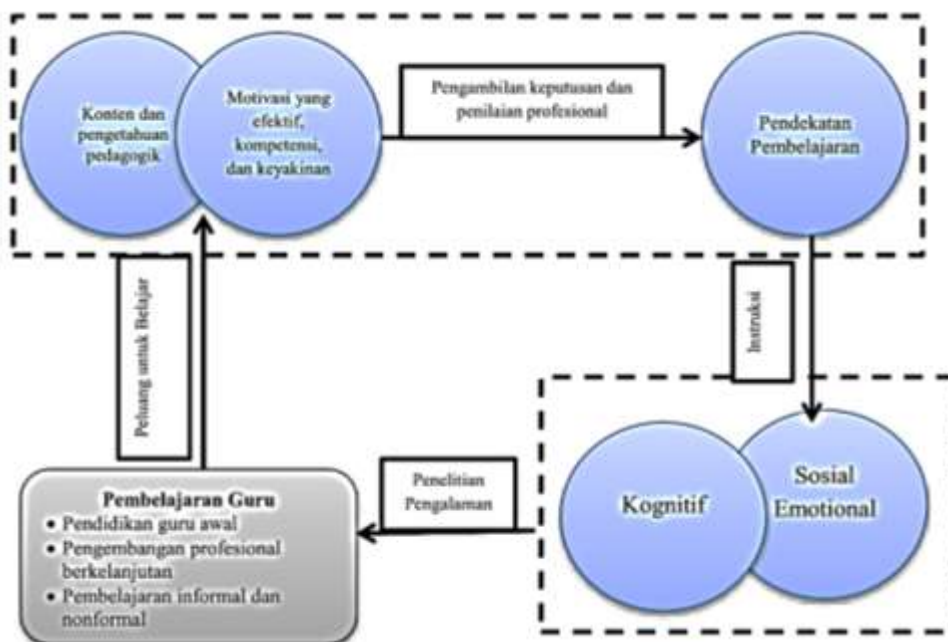 Konten dan
pengetahuan
pedagogik
Motivasi yang
efektif,
kompetensi,
dan keyakinan
Pengambilan keputusan dan
penilaian profesional
Pendekatan
Pembelajaran
Peluang untuk Belajar
Instruksi
Pembelajaran Guru
• Pendidikan guru awal
• Pengembangan profesional
berkelanjutan
• Pembelajaran informal dan
nonformal
Penelitian
Pengalaman
Kognitif
Sosial
Emotional